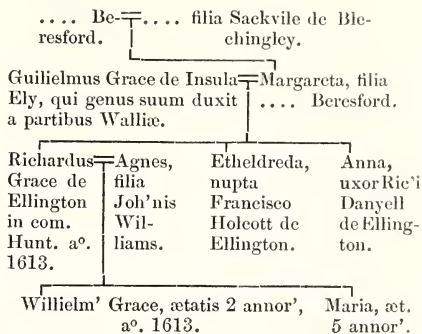 .... Be- .... filia Sackvile de Ble-
resford. chingley.
Guilielmus Grace de Insula Margareta, filia
Ely, qui genus suum duxit .... Beresford.
a partibus Walliæ.
Richardus Agnes, Etheldreda, Anna,
Grace de filia nupta uxor Ric'i
Ellington Joh'nis Francisco Danyell
in com. Wil- Holcott de de Elling-
Hunt. aº. liams. Ellington. ton.
1613.
Willielm' Grace, ætatis 2 annor', Maria, æt.
aº. 1613. 5 annor'.